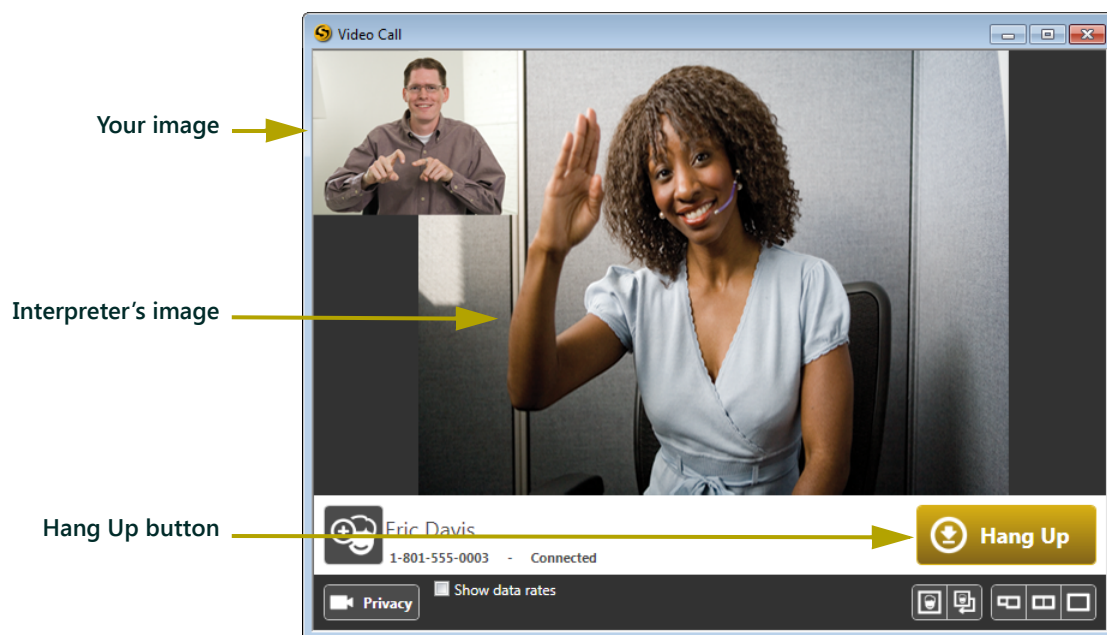 Video Call
Your image
Interpreter’s image
Eric Davis
Hang Up button
Hang Up
1-801-555-0003 - Connected
Show data rates
Privacy